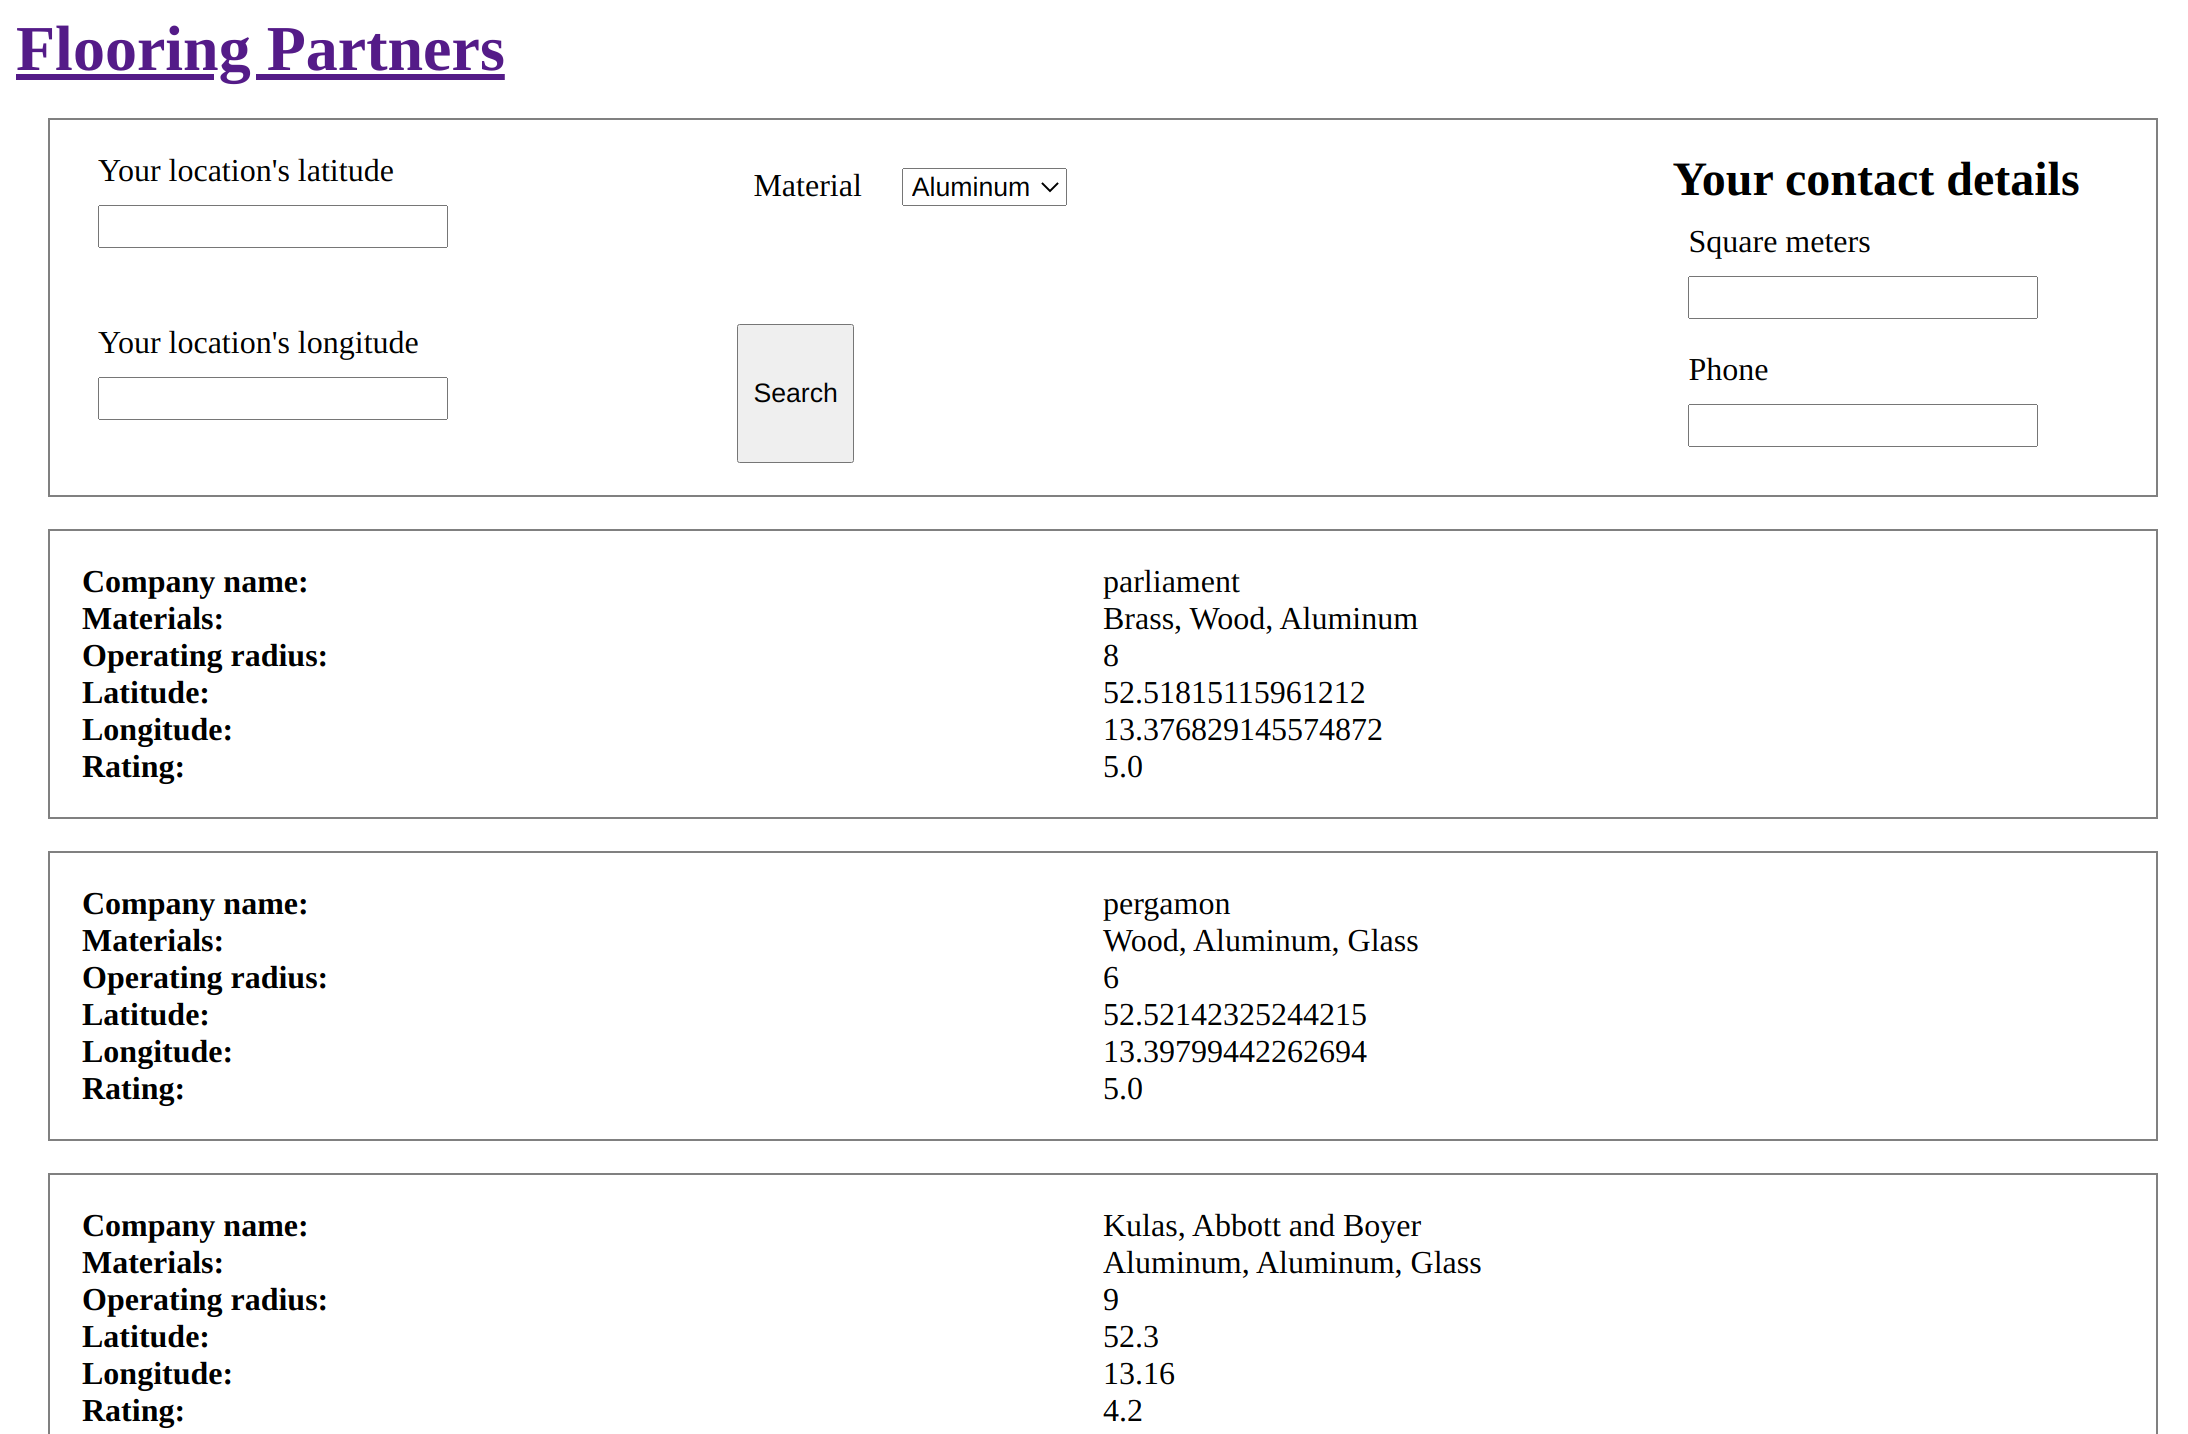 Flooring Partners
Your location's latitude
Material Aluminum
Your location's longitude
Search
Your contact details
Square meters
Phone
Company name: parliament
Materials: Brass, Wood, Aluminum
Operating radius: 8
Latitude: 52.51815115961212
Longitude: 13.376829145574872
Rating: 5.0
Company name: pergamon
Materials: Wood, Aluminum, Glass
Operating radius: 6
Latitude: 52.52142325244215
Longitude: 13.39799442262694
Rating: 5.0
Company name: Kulas, Abbott and Boyer
Materials: Aluminum, Aluminum, Glass
Operating radius: 9
Latitude: 52.3
Longitude: 13.16
Rating: 4.2